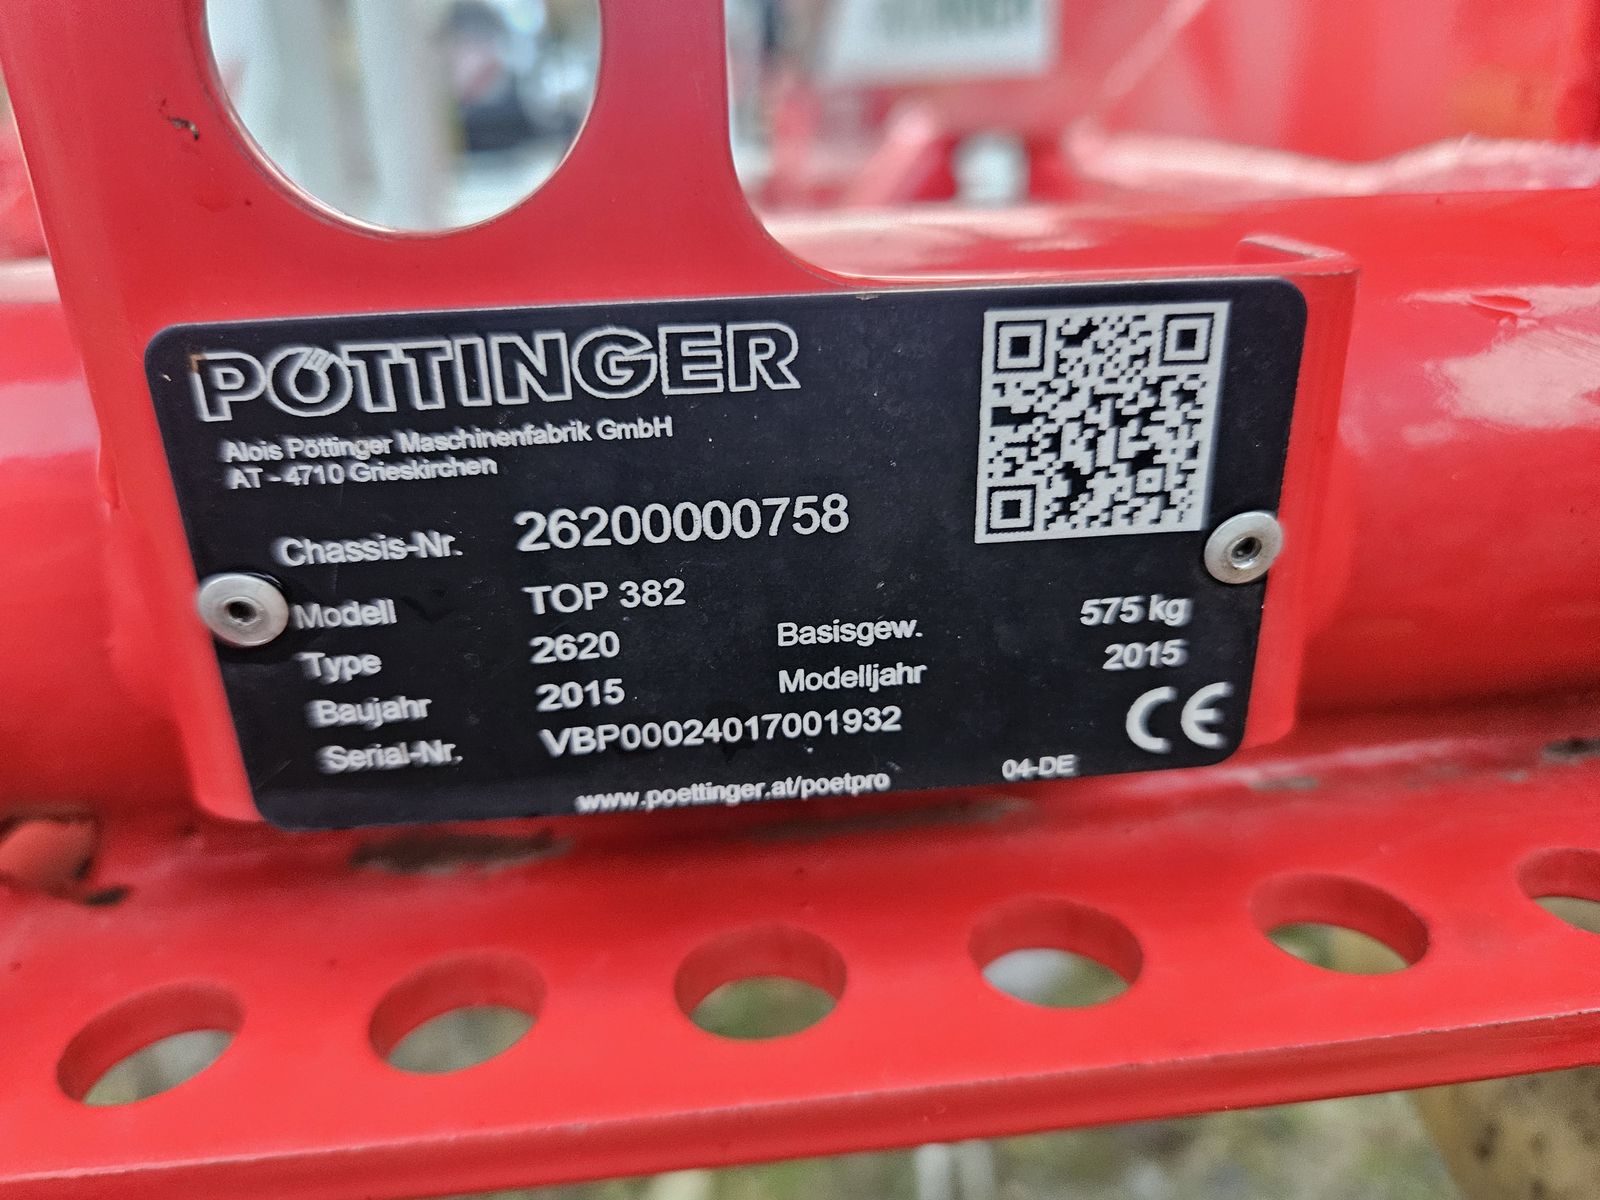 PÖTTINGER
Alois Pöttinger Maschinenfabrik GmbH
AT - 4710 Grieskirchen
Chassis-Nr. 26200000758
Modell TOP 382
Type 2620 Basisgew. 575 kg
Baujahr 2015 Modelljahr 2015
Serial-Nr. VBP00024017001932
www.poettinger.at/poetpro 04-DE CE